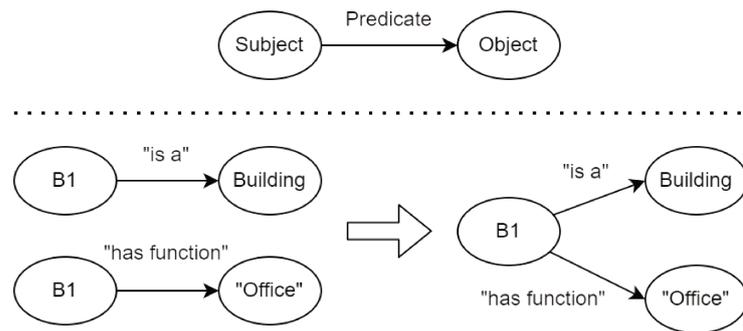 Predicate
Subject
Object
"is a"
B1
Building
"has function"
B1
"Office"
"is a"
Building
B1
"has function"
"Office"